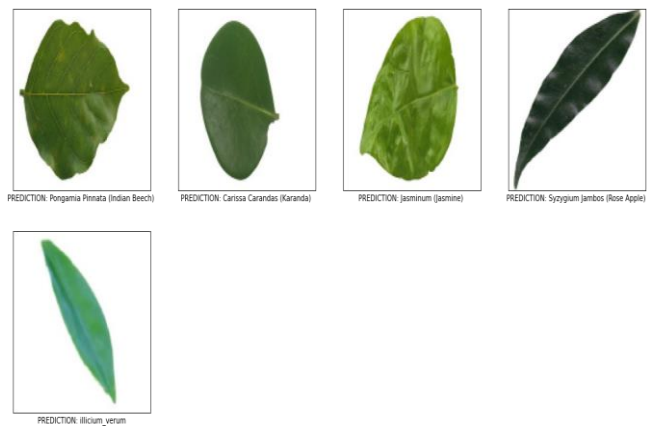 PREDICTION: Pongamia Pinnata (Indian Beech)
PREDICTION: Carissa Carandas (Karanda)
PREDICTION: Jasminum (Jasmine)
PREDICTION: Syzygium Jambos (Rose Apple)
PREDICTION: illicium_verum